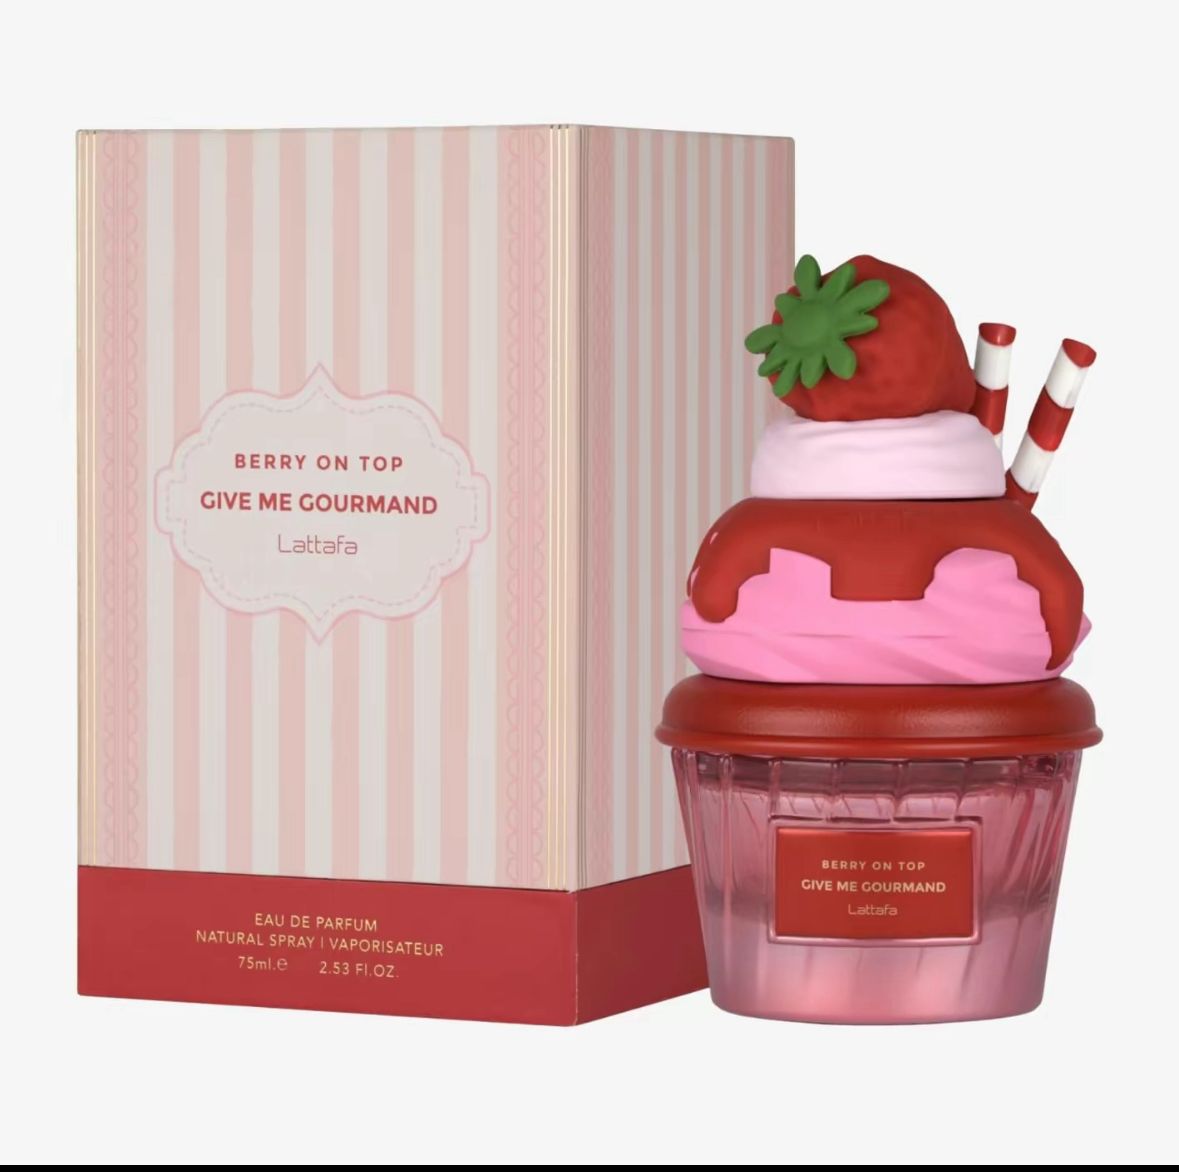 BERRY ON TOP
GIVE ME GOURMAND
Lattafa
EAU DE PARFUM
NATURAL SPRAY | VAPORISATEUR
75ml.e 2.53 Fl.OZ.
BERRY ON TOP
GIVE ME GOURMAND
Lattafa